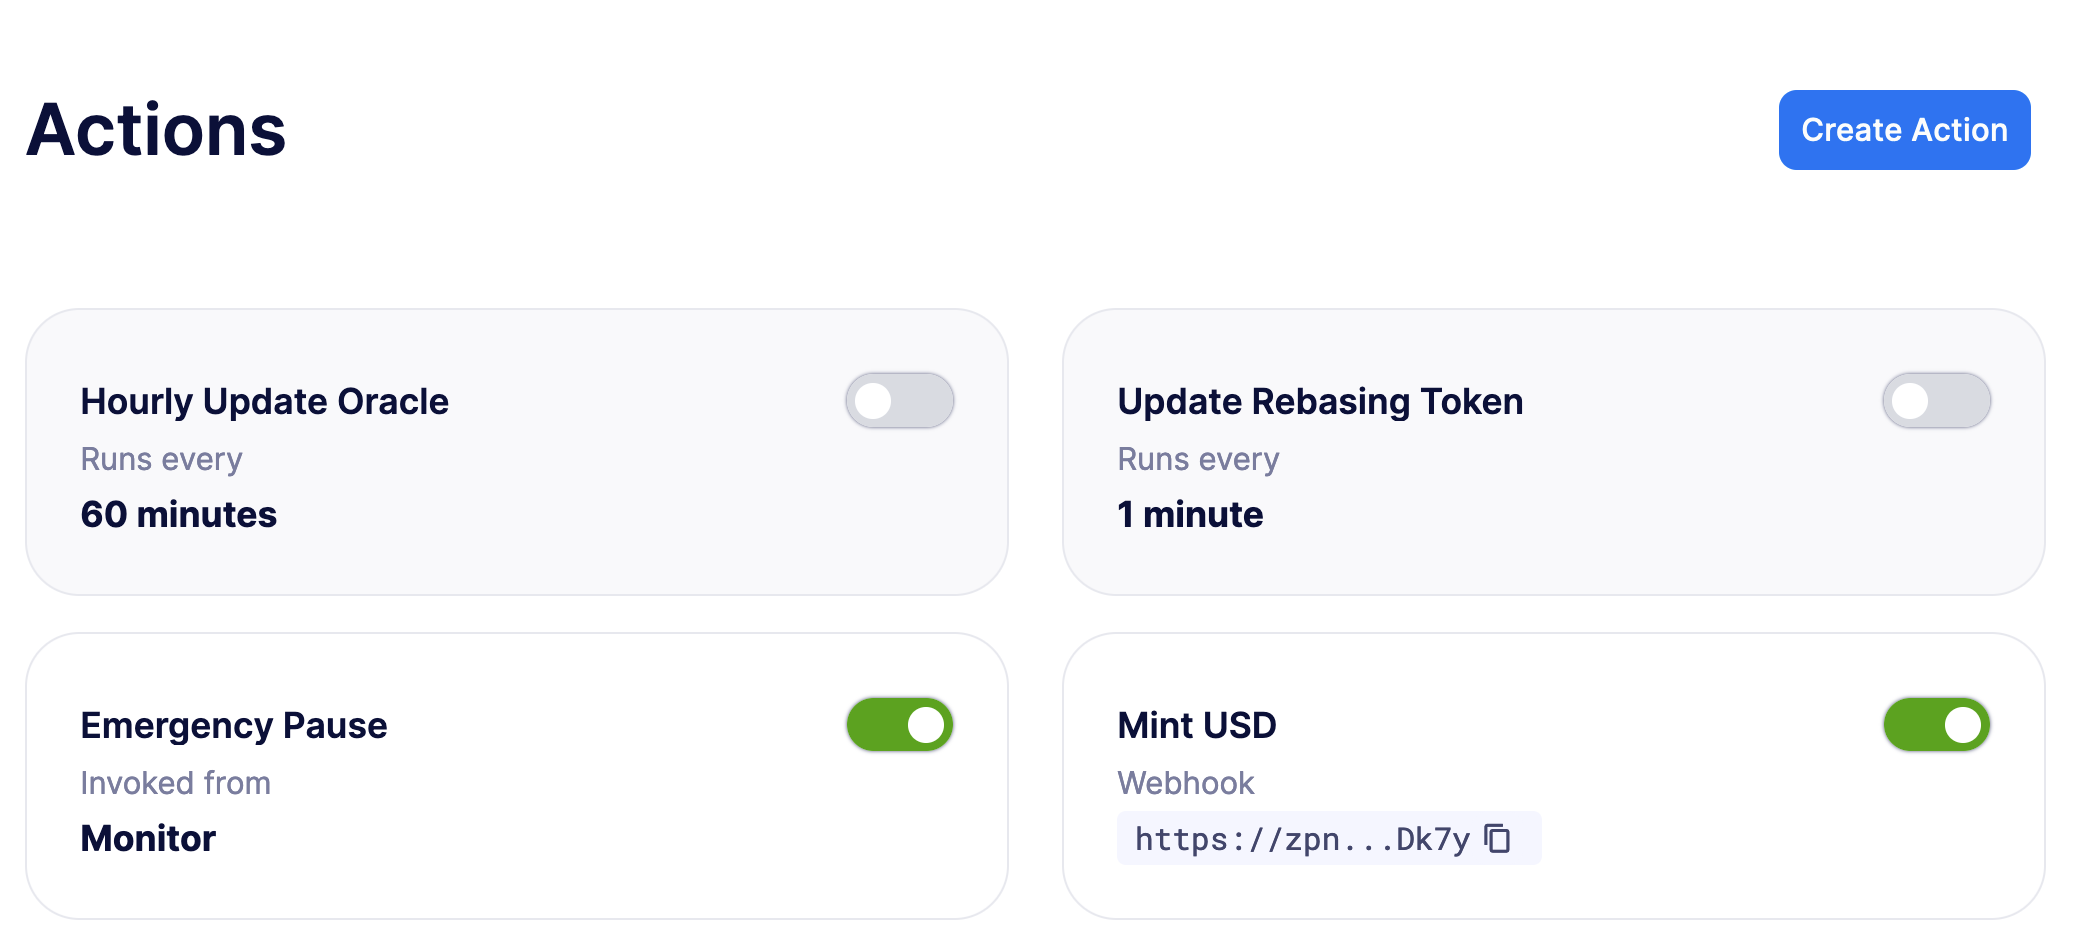 Actions
Create Action
Hourly Update Oracle
Runs every
60 minutes
Update Rebasing Token
Runs every
1 minute
Emergency Pause
Invoked from
Monitor
Mint USD
Webhook
https://zpn...Dk7y